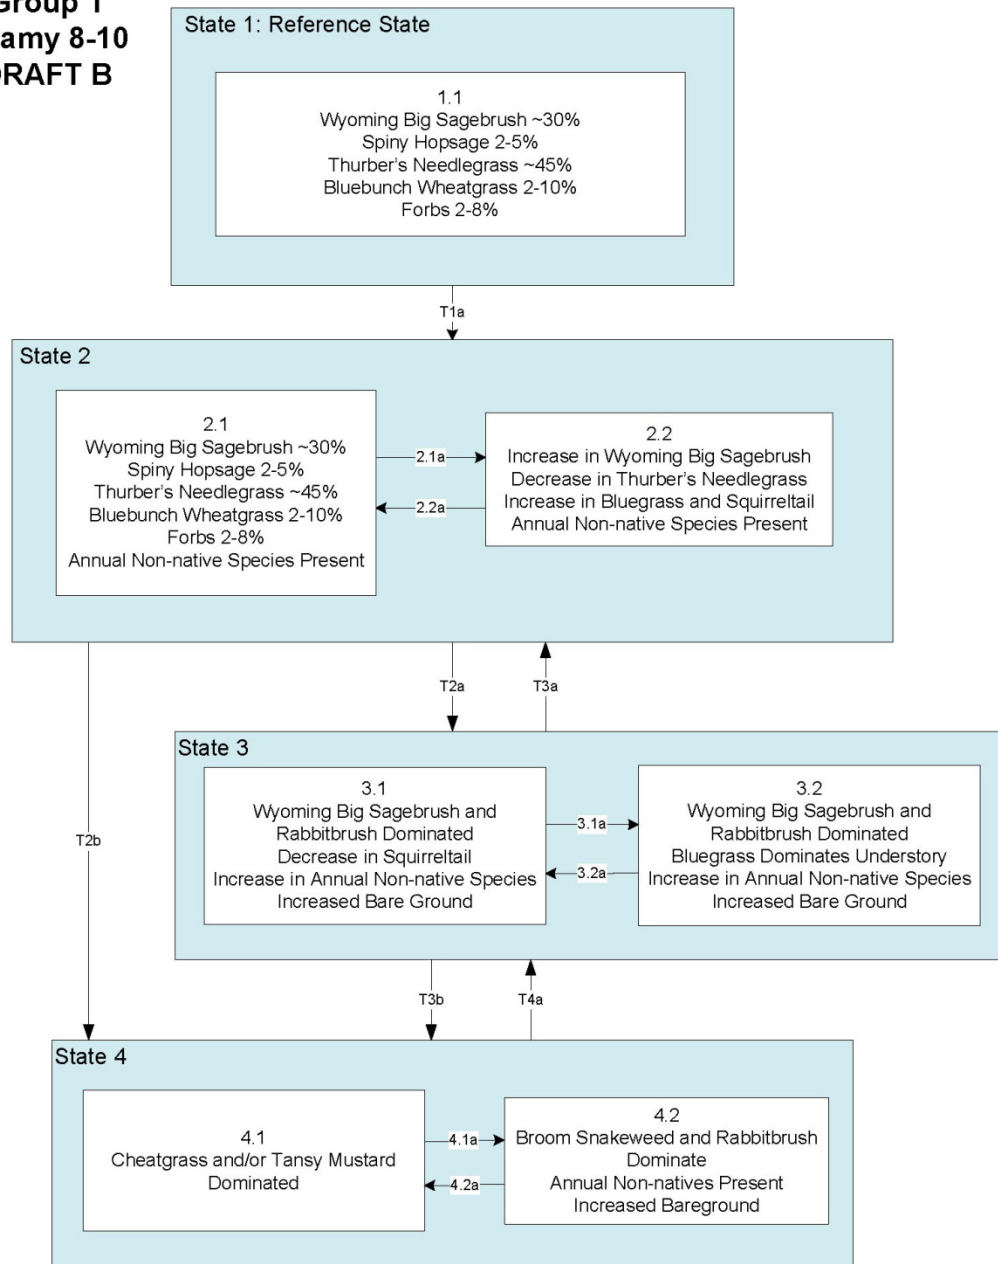 Group 1
amy 8-10
DRAFT B
State 1: Reference State
1.1
Wyoming Big Sagebrush ~30%
Spiny Hopsage 2-5%
Thurber's Needlegrass ~45%
Bluebunch Wheatgrass 2-10%
Forbs 2-8%
T1a
State 2
2.1
Wyoming Big Sagebrush ~30%
Spiny Hopsage 2-5%
Thurber's Needlegrass ~45%
Bluebunch Wheatgrass 2-10%
Forbs 2-8%
Annual Non-native Species Present
2.1a
2.2a
2.2
Increase in Wyoming Big Sagebrush
Decrease in Thurber's Needlegrass
Increase in Bluegrass and Squirreltail
Annual Non-native Species Present
T2a
T3a
T2b
State 3
3.1
Wyoming Big Sagebrush and
Rabbitbrush Dominated
Decrease in Squirreltail
Increase in Annual Non-native Species
Increased Bare Ground
3.1a
3.2a
3.2
Wyoming Big Sagebrush and
Rabbitbrush Dominated
Bluegrass Dominates Understory
Increase in Annual Non-native Species
Increased Bare Ground
T3b
T4a
State 4
4.1
Cheatgrass and/or Tansy Mustard
Dominated
4.1a
4.2a
4.2
Broom Snakeweed and Rabbitbrush
Dominate
Annual Non-natives Present
Increased Bareground